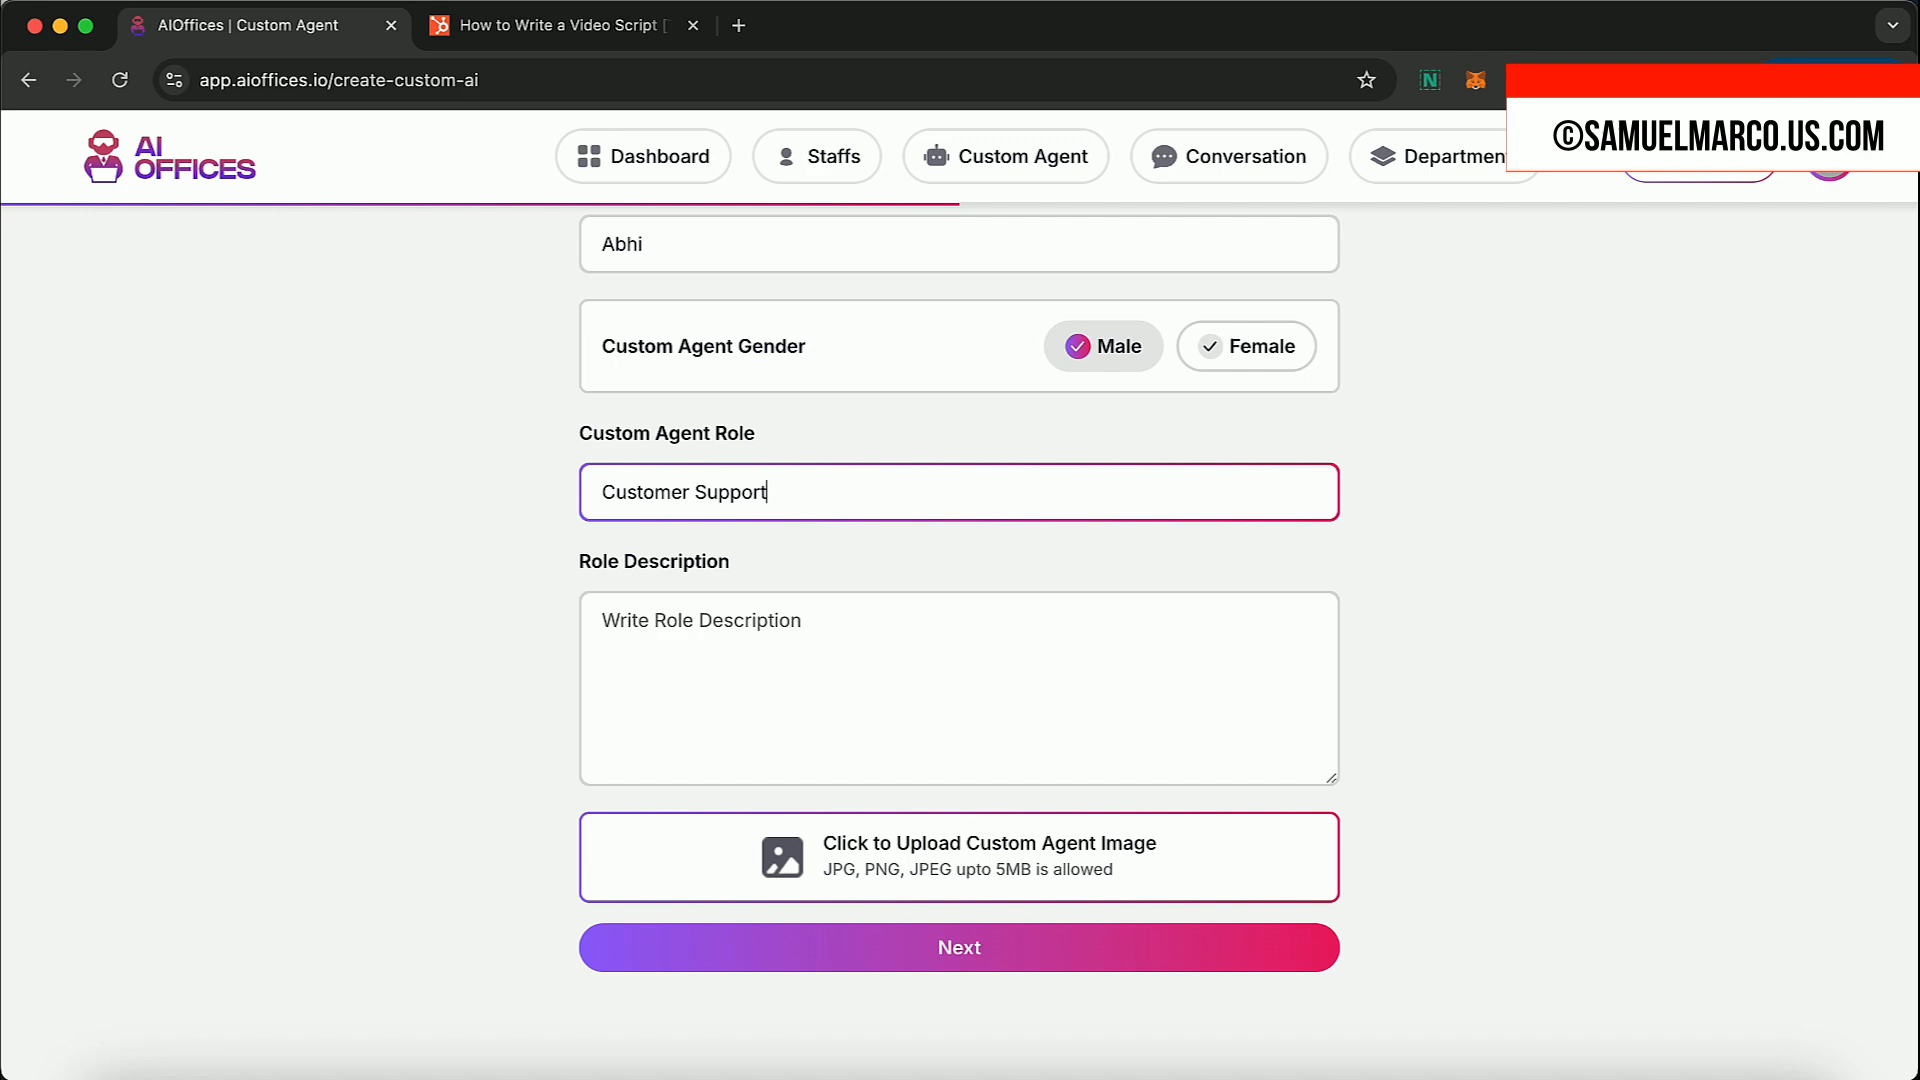 AIOffices | Custom Agent
How to Write a Video Script [
app.aioffices.io/create-custom-ai
N
AI
OFFICES
Dashboard
Staffs
Custom Agent
Conversation
Departmen
©SAMUELMARCO.US.COM
Abhi
Custom Agent Gender
Male
Female
Custom Agent Role
Customer Support
Role Description
Write Role Description
Click to Upload Custom Agent Image
JPG, PNG, JPEG upto 5MB is allowed
Next